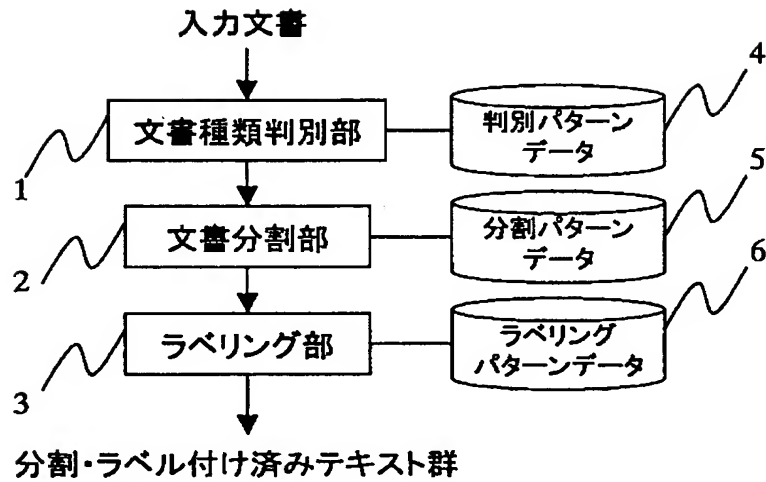 入力文書
4
文書種類判別部
判別パターン
データ
1
5
文書分割部
分割パターン
データ
2
6
ラベリング部
ラベリング
パターンデータ
3
分割・ラベル付け済みテキスト群